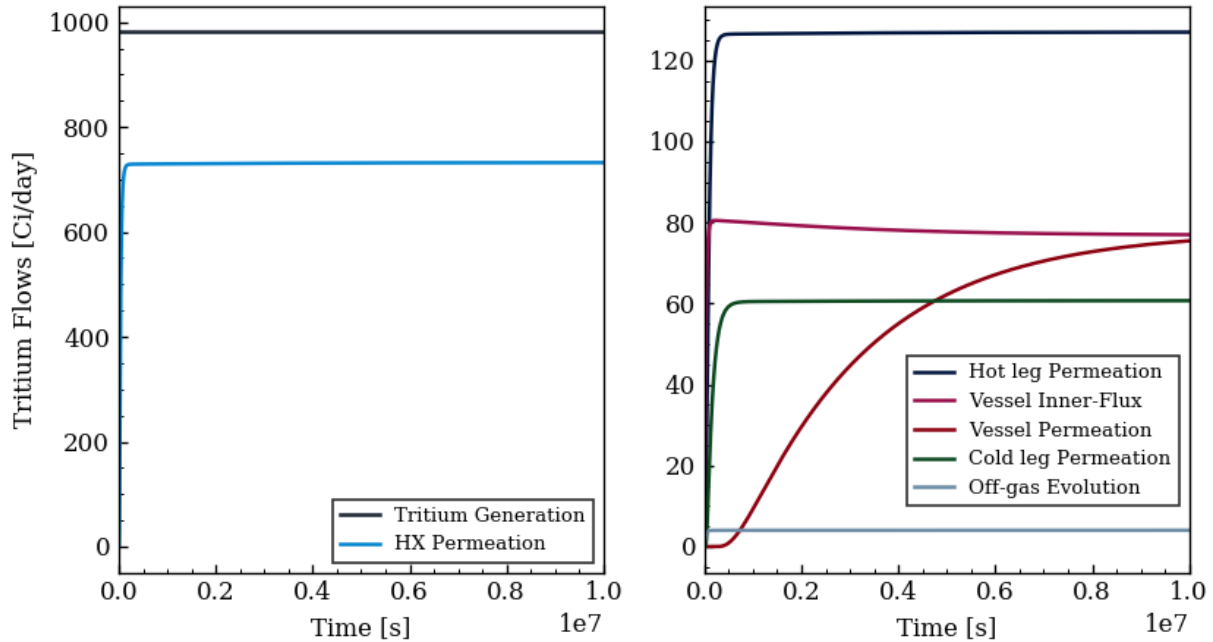 Tritium Flows [Ci/day]
1000
800
600
400
200
0
0.0 0.2 0.4 0.6 0.8 1.0
1e7
Time [s]
Tritium Generation
HX Permeation
120
100
80
60
40
20
0
0.0 0.2 0.4 0.6 0.8 1.0
1e7
Time [s]
Hot leg Permeation
Vessel Inner-Flux
Vessel Permeation
Cold leg Permeation
Off-gas Evolution